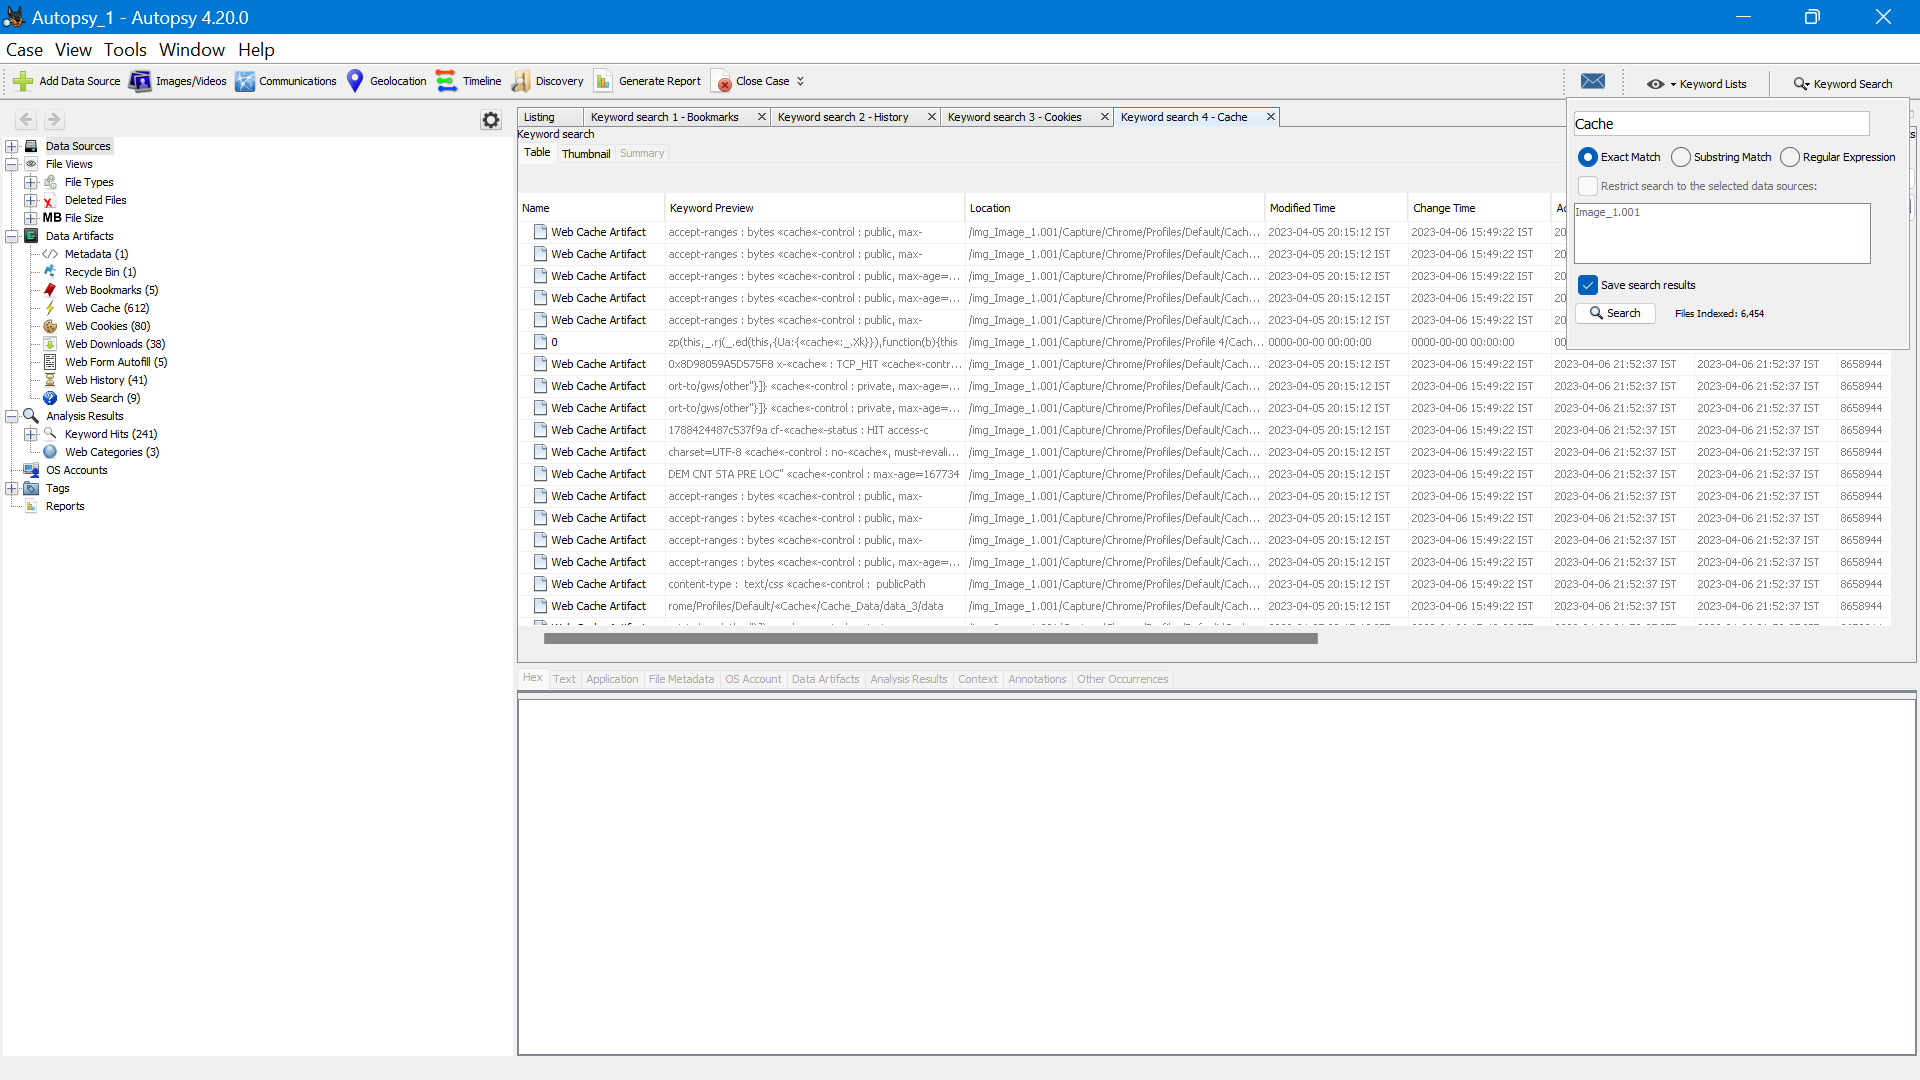 Autopsy_1 - Autopsy 4.20.0
Case View Tools Window Help
Add Data Source Images/Videos Communications Geolocation Timeline Discovery Generate Report Close Case Keyword Lists Keyword Search
Listing Keyword search 1 - Bookmarks Keyword search 2 - History Keyword search 3 - Cookies Keyword search 4 - Cache
Keyword search
Table Thumbnail Summary
Cache
Exact Match Substring Match Regular Expression
Restrict search to the selected data sources:
Image_1.001
Save search results
Search Files Indexed: 6,454
Data Sources
File Views
File Types
Deleted Files
MB File Size
Data Artifacts
Metadata (1)
Recycle Bin (1)
Web Bookmarks (5)
Web Cache (612)
Web Cookies (80)
Web Downloads (38)
Web Form Autofill (5)
Web History (41)
Web Search (9)
Analysis Results
Keyword Hits (241)
Web Categories (3)
OS Accounts
Tags
Reports
Name Keyword Preview Location Modified Time Change Time
Web Cache Artifact accept-ranges : bytes «cache«-control : public, max- /img_Image_1.001/Capture/Chrome/Profiles/Default/Cach... 2023-04-05 20:15:12 IST 2023-04-06 15:49:22 IST 20
Web Cache Artifact accept-ranges : bytes «cache«-control : public, max- /img_Image_1.001/Capture/Chrome/Profiles/Default/Cach... 2023-04-05 20:15:12 IST 2023-04-06 15:49:22 IST 20
Web Cache Artifact accept-ranges : bytes «cache«-control : public, max-age=... /img_Image_1.001/Capture/Chrome/Profiles/Default/Cach... 2023-04-05 20:15:12 IST 2023-04-06 15:49:22 IST 20
Web Cache Artifact accept-ranges : bytes «cache«-control : public, max- /img_Image_1.001/Capture/Chrome/Profiles/Default/Cach... 2023-04-05 20:15:12 IST 2023-04-06 15:49:22 IST 20
Web Cache Artifact accept-ranges : bytes «cache«-control : public, max- /img_Image_1.001/Capture/Chrome/Profiles/Default/Cach... 2023-04-05 20:15:12 IST 2023-04-06 15:49:22 IST 20
0 zp(this,_.rj(_.ed(this,{Ua:{«cache«:_.Xk}}),function(b){this /img_Image_1.001/Capture/Chrome/Profiles/Profile 4/Cach... 0000-00-00 00:00:00 0000-00-00 00:00:00 00
Web Cache Artifact 0x8D98059A5D575F8 x-«cache« : TCP_HIT «cache«-contr... /img_Image_1.001/Capture/Chrome/Profiles/Default/Cach... 2023-04-05 20:15:12 IST 2023-04-06 15:49:22 IST 2023-04-06 21:52:37 IST 2023-04-06 21:52:37 IST 8658944
Web Cache Artifact ort-to/gws/other"}]} «cache«-control : private, max-age=... /img_Image_1.001/Capture/Chrome/Profiles/Default/Cach... 2023-04-05 20:15:12 IST 2023-04-06 15:49:22 IST 2023-04-06 21:52:37 IST 2023-04-06 21:52:37 IST 8658944
Web Cache Artifact ort-to/gws/other"}]} «cache«-control : private, max-age=... /img_Image_1.001/Capture/Chrome/Profiles/Default/Cach... 2023-04-05 20:15:12 IST 2023-04-06 15:49:22 IST 2023-04-06 21:52:37 IST 2023-04-06 21:52:37 IST 8658944
Web Cache Artifact 1788424487c537f9a cf-«cache«-status : HIT access-c /img_Image_1.001/Capture/Chrome/Profiles/Default/Cach... 2023-04-05 20:15:12 IST 2023-04-06 15:49:22 IST 2023-04-06 21:52:37 IST 2023-04-06 21:52:37 IST 8658944
Web Cache Artifact charset=UTF-8 «cache«-control : no-«cache«, must-revali... /img_Image_1.001/Capture/Chrome/Profiles/Default/Cach... 2023-04-05 20:15:12 IST 2023-04-06 15:49:22 IST 2023-04-06 21:52:37 IST 2023-04-06 21:52:37 IST 8658944
Web Cache Artifact DEM CNT STA PRE LOC" «cache«-control : max-age=167734 /img_Image_1.001/Capture/Chrome/Profiles/Default/Cach... 2023-04-05 20:15:12 IST 2023-04-06 15:49:22 IST 2023-04-06 21:52:37 IST 2023-04-06 21:52:37 IST 8658944
Web Cache Artifact accept-ranges : bytes «cache«-control : public, max- /img_Image_1.001/Capture/Chrome/Profiles/Default/Cach... 2023-04-05 20:15:12 IST 2023-04-06 15:49:22 IST 2023-04-06 21:52:37 IST 2023-04-06 21:52:37 IST 8658944
Web Cache Artifact accept-ranges : bytes «cache«-control : public, max- /img_Image_1.001/Capture/Chrome/Profiles/Default/Cach... 2023-04-05 20:15:12 IST 2023-04-06 15:49:22 IST 2023-04-06 21:52:37 IST 2023-04-06 21:52:37 IST 8658944
Web Cache Artifact accept-ranges : bytes «cache«-control : public, max- /img_Image_1.001/Capture/Chrome/Profiles/Default/Cach... 2023-04-05 20:15:12 IST 2023-04-06 15:49:22 IST 2023-04-06 21:52:37 IST 2023-04-06 21:52:37 IST 8658944
Web Cache Artifact accept-ranges : bytes «cache«-control : public, max-age=... /img_Image_1.001/Capture/Chrome/Profiles/Default/Cach... 2023-04-05 20:15:12 IST 2023-04-06 15:49:22 IST 2023-04-06 21:52:37 IST 2023-04-06 21:52:37 IST 8658944
Web Cache Artifact content-type : text/css «cache«-control : publicPath /img_Image_1.001/Capture/Chrome/Profiles/Default/Cach... 2023-04-05 20:15:12 IST 2023-04-06 15:49:22 IST 2023-04-06 21:52:37 IST 2023-04-06 21:52:37 IST 8658944
Web Cache Artifact rome/Profiles/Default/«Cache«/Cache_Data/data_3/data /img_Image_1.001/Capture/Chrome/Profiles/Default/Cach... 2023-04-05 20:15:12 IST 2023-04-06 15:49:22 IST 2023-04-06 21:52:37 IST 2023-04-06 21:52:37 IST 8658944
Hex Text Application File Metadata OS Account Data Artifacts Analysis Results Context Annotations Other Occurrences